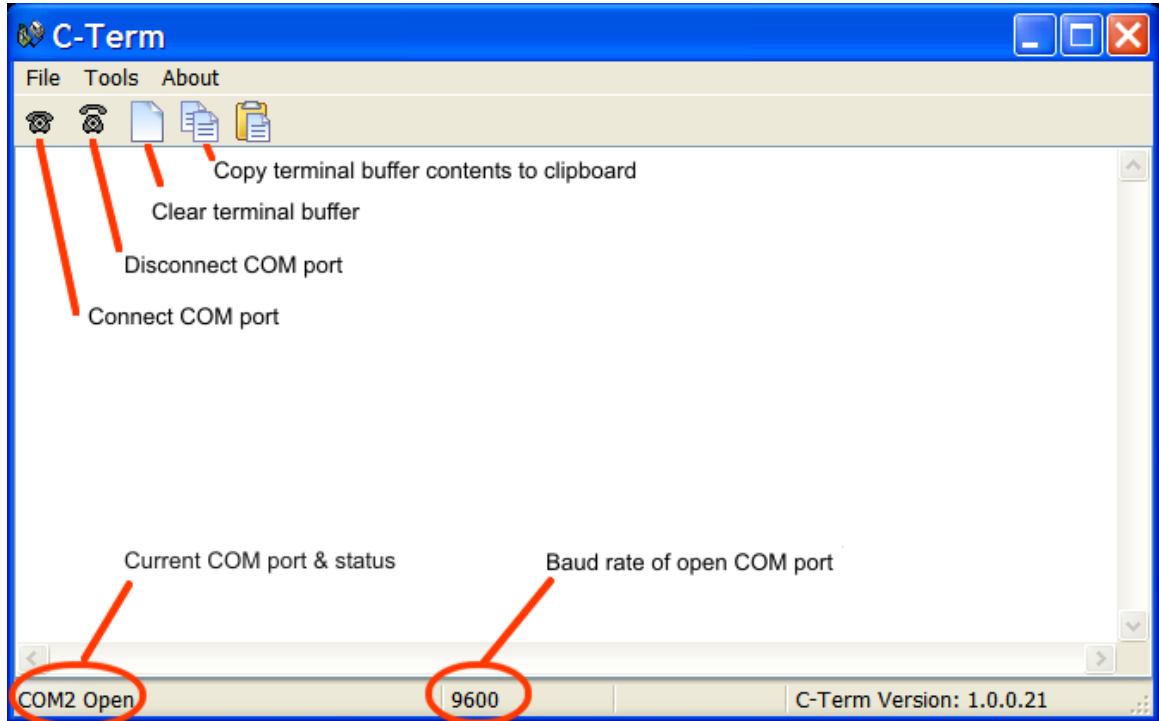 C-Term
File Tools About
Copy terminal buffer contents to clipboard
Clear terminal buffer
Disconnect COM port
Connect COM port
Current COM port & status
Baud rate of open COM port
COM2 Open 9600 C-Term Version: 1.0.0.21